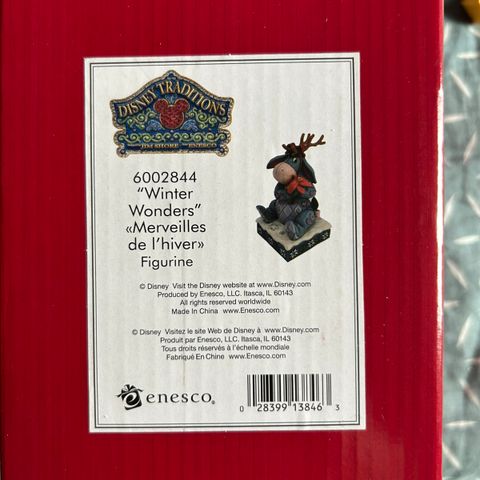 DISNEY TRADITIONS
JIM SHORE ENESCO
6002844
“Winter
Wonders”
«Merveilles
de l’hiver»
Figurine
© Disney Visit the Disney website at www.Disney.com
Produced by Enesco, LLC. Itasca, IL 60143
All rights reserved worldwide
Made In China www.Enesco.com
© Disney Visitez le site Web de Disney à www.Disney.com
Produit par Enesco, LLC. Itasca, IL 60143
Tous droits réservés à l’échelle mondiale
Fabriqué En Chine www.Enesco.com
enesco®
0 28399 13846 3